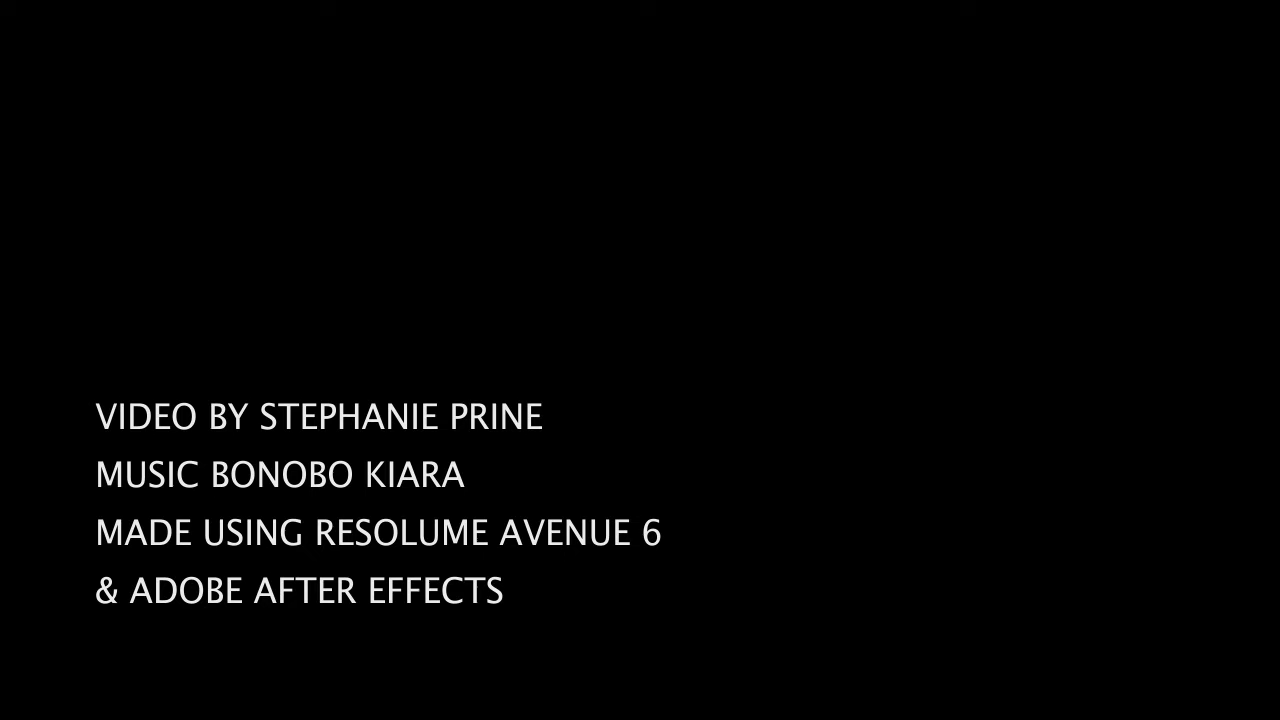 VIDEO BY STEPHANIE PRINE
MUSIC BONOBO KIARA
MADE USING RESOLUME AVENUE 6
& ADOBE AFTER EFFECTS